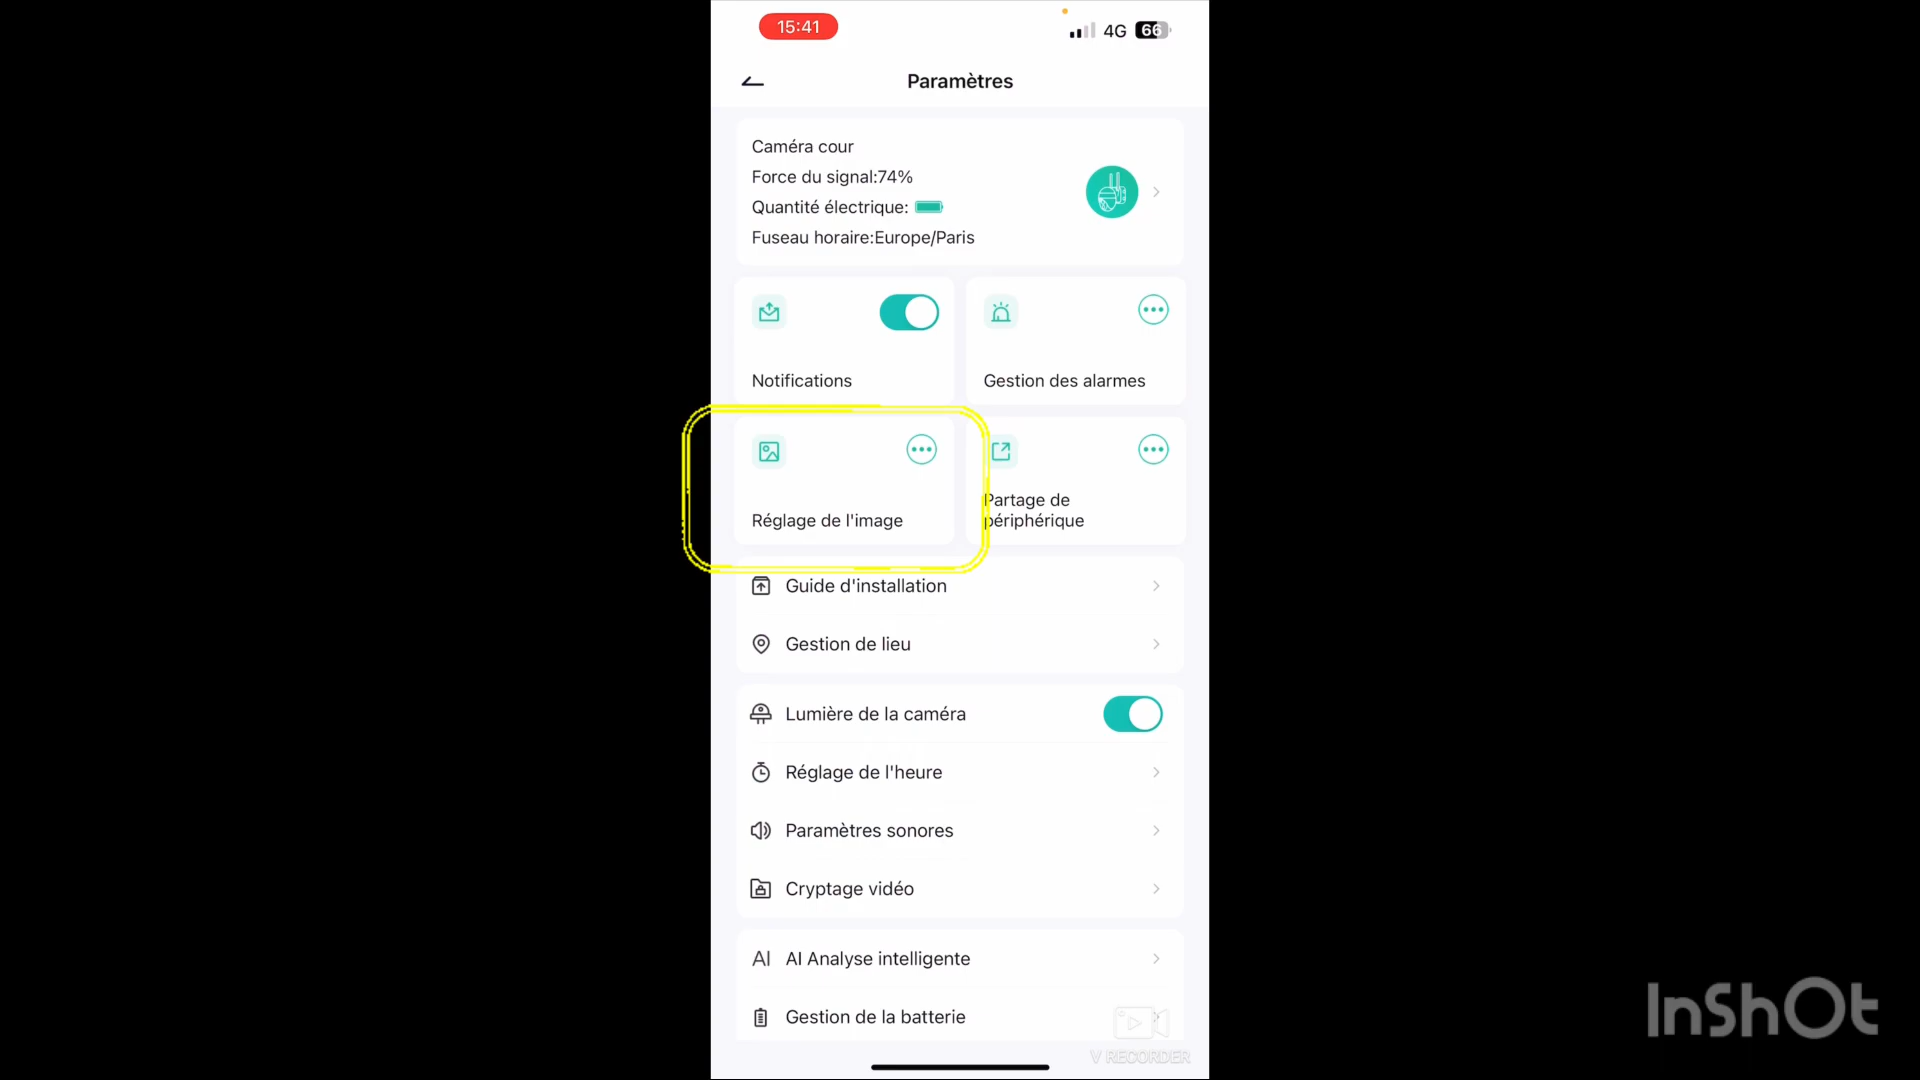 15:41
4G 66
Paramètres
Caméra cour
Force du signal:74%
Quantité électrique:
Fuseau horaire:Europe/Paris
Notifications
Gestion des alarmes
Réglage de l'image
Partage de
périphérique
Guide d'installation
Gestion de lieu
Lumière de la caméra
Réglage de l'heure
Paramètres sonores
Cryptage vidéo
AI AI Analyse intelligente
Gestion de la batterie
V RECORDER
InShOt